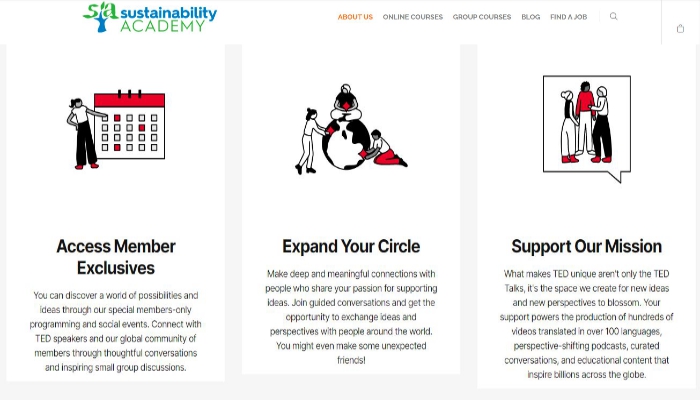 sustainability
ACADEMY
ABOUT US ONLINE COURSES GROUP COURSES BLOG FIND A JOB
Access Member
Exclusives
You can discover a world of possibilities and
ideas through our special members-only
programming and social events. Connect with
TED speakers and our global community of
members through thoughtful conversations
and inspiring small group discussions.
Expand Your Circle
Make deep and meaningful connections with
people who share your passion for supporting
ideas. Join guided conversations and get the
opportunity to exchange ideas and
perspectives with people around the world.
You might even make some unexpected
friends!
Support Our Mission
What makes TED unique aren't only the TED
Talks, it's the space we create for new ideas
and new perspectives to blossom. Your
support powers the production of hundreds of
videos translated in over 100 languages,
perspective-shifting podcasts, curated
conversations, and educational content that
inspire billions across the globe.